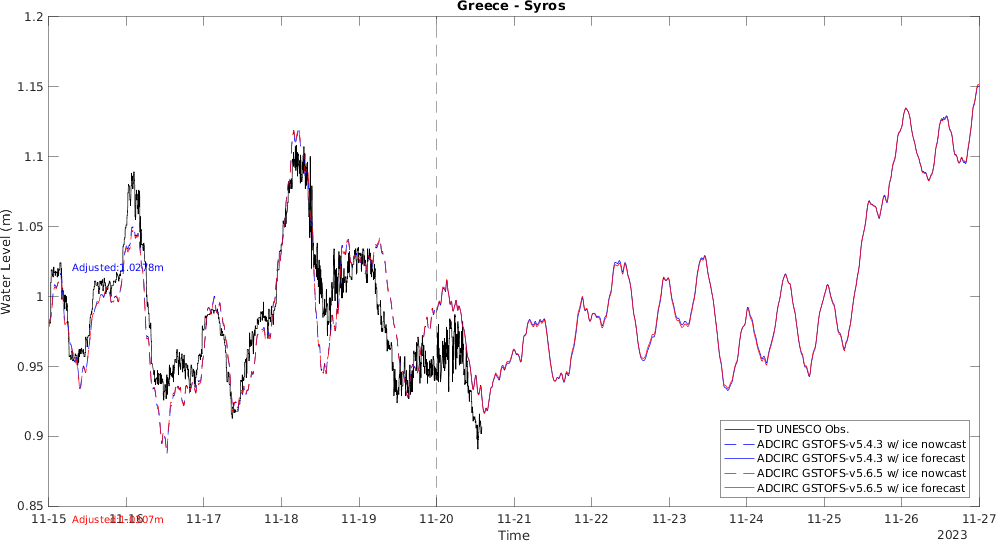 Greece - Syros
1.2
1.15
1.1
1.05
1
0.95
0.9
0.85
Water Level (m)
Adjusted:1.0278m
TD UNESCO Obs.
ADCIRC GSTOFS-v5.4.3 w/ ice nowcast
ADCIRC GSTOFS-v5.4.3 w/ ice forecast
ADCIRC GSTOFS-v5.6.5 w/ ice nowcast
ADCIRC GSTOFS-v5.6.5 w/ ice forecast
11-15 11-16 11-17 11-18 11-19 11-20 11-21 11-22 11-23 11-24 11-25 11-26 11-27
Time
2023